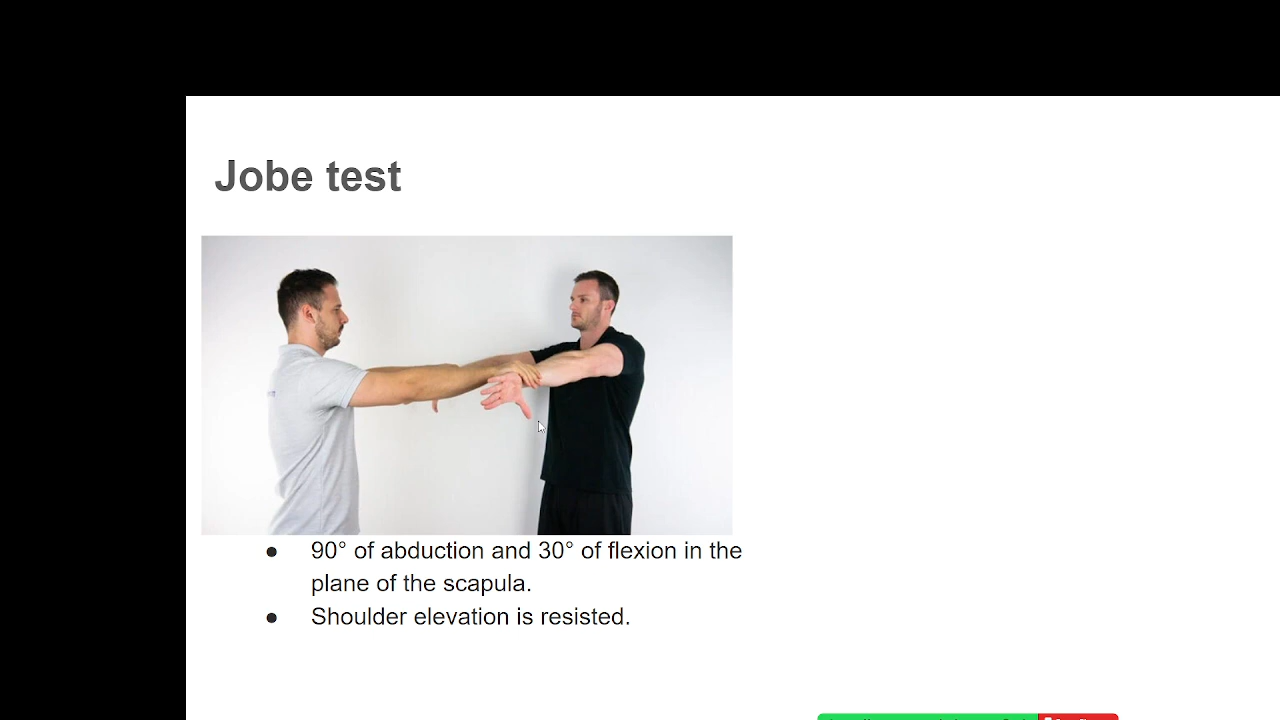 Jobe test
● 90° of abduction and 30° of flexion in the
plane of the scapula.
● Shoulder elevation is resisted.